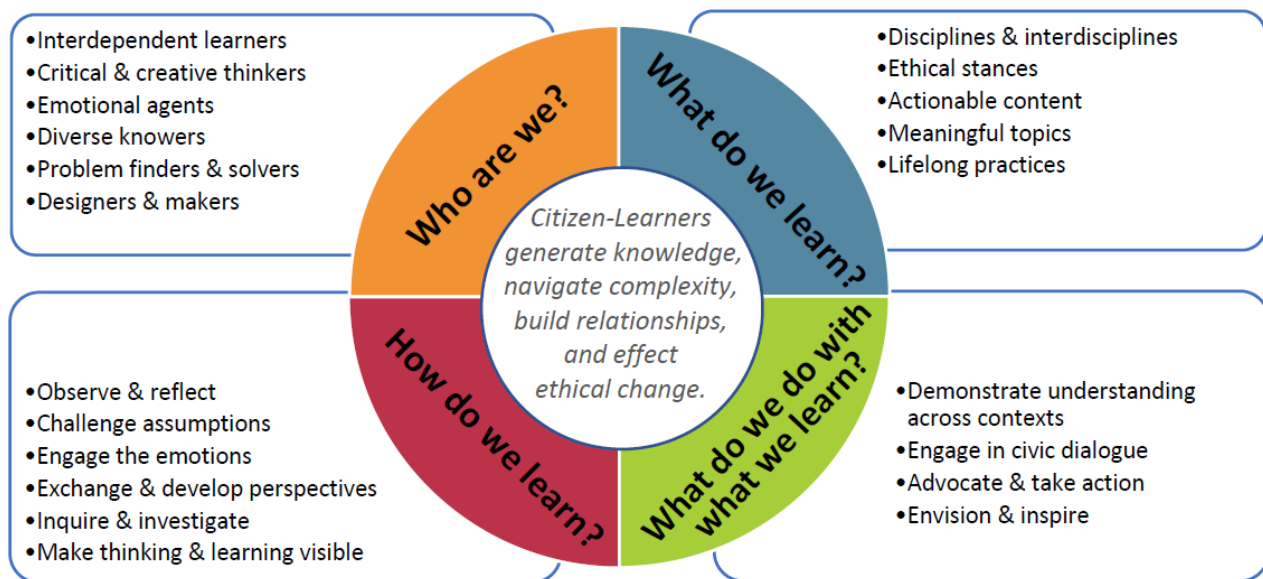 •Interdependent learners
•Critical & creative thinkers
•Emotional agents
•Diverse knowers
•Problem finders & solvers
•Designers & makers
Who are we?
What do we learn?
•Disciplines & interdisciplines
•Ethical stances
•Actionable content
•Meaningful topics
•Lifelong practices
Citizen-Learners
generate knowledge,
navigate complexity,
build relationships,
and effect
ethical change.
•Observe & reflect
•Challenge assumptions
•Engage the emotions
•Exchange & develop perspectives
•Inquire & investigate
•Make thinking & learning visible
How do we learn?
What do we do with
what we learn?
•Demonstrate understanding
across contexts
•Engage in civic dialogue
•Advocate & take action
•Envision & inspire